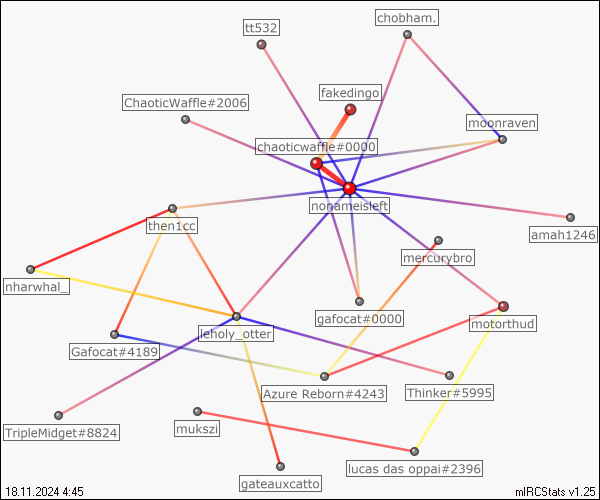 chobham.
tt532
fakedingo
ChaoticWaffle#2006
moonraven
chaoticwaffle#0000
nonameisleft
then1cc
amah1246
mercurybro
nharwhal_
gafocat#0000
motorthud
leholy_otter
Gafocat#4189
Azure Reborn#4243
Thinker#5995
TripleMidget#8824
mukszi
lucas das oppai#2396
gateauxcatto
18.11.2024 4:45
mIRCStats v1.25